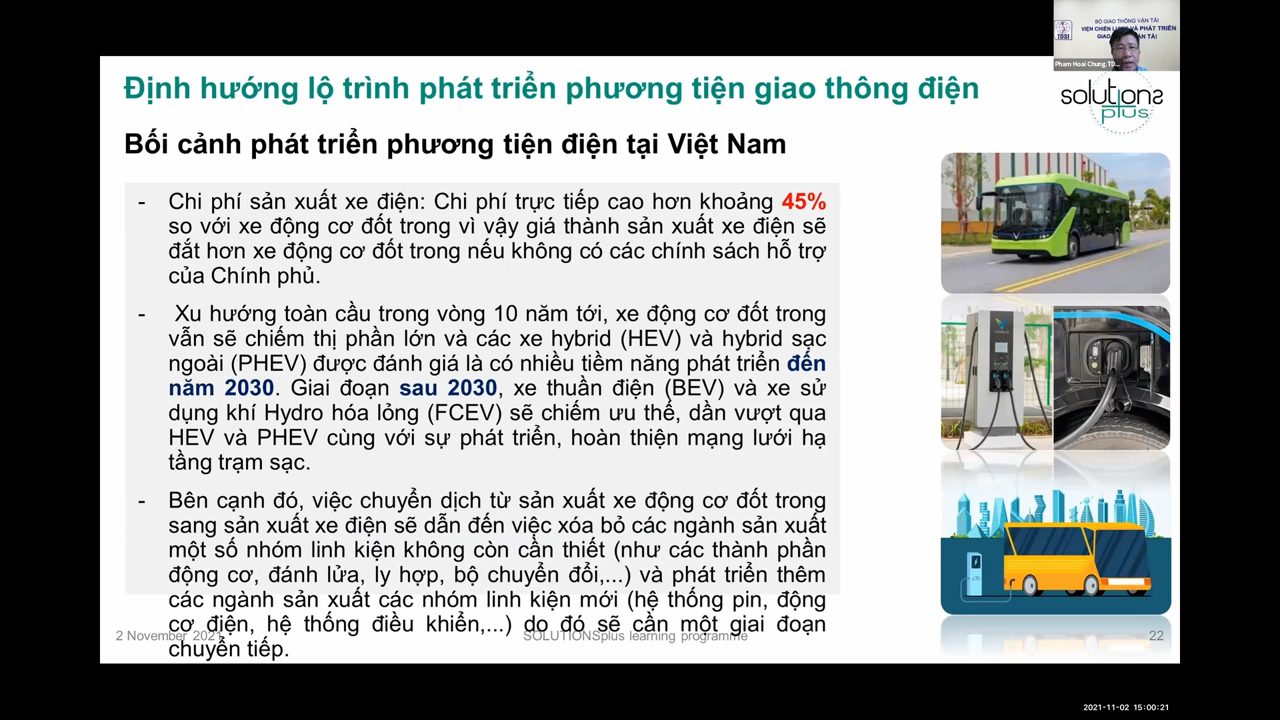 BỘ GIAO THÔNG VẬN TẢI
VIỆN CHIẾN LƯỢC VÀ PHÁT TRIỂN
GIAO
TẢI
TDSI
Pham Hoai Chung.TD...
Định hướng lộ trình phát triển phương tiện giao thông điện
solutions
plus
Bối cảnh phát triển phương tiện điện tại Việt Nam
- Chi phí sản xuất xe điện: Chi phí trực tiếp cao hơn khoảng 45%
so với xe động cơ đốt trong vì vậy giá thành sản xuất xe điện sẽ
đắt hơn xe động cơ đốt trong nếu không có các chính sách hỗ trợ
của Chính phủ.
- Xu hướng toàn cầu trong vòng 10 năm tới, xe động cơ đốt trong
vẫn sẽ chiếm thị phần lớn và các xe hybrid (HEV) và hybrid sạc
ngoài (PHEV) được đánh giá là có nhiều tiềm năng phát triển đến
năm 2030. Giai đoạn sau 2030, xe thuần điện (BEV) và xe sử
dụng khí Hydro hóa lỏng (FCEV) sẽ chiếm ưu thế, dần vượt qua
HEV và PHEV cùng với sự phát triển, hoàn thiện mạng lưới hạ
tầng trạm sạc.
- Bên cạnh đó, việc chuyển dịch từ sản xuất xe động cơ đốt trong
sang sản xuất xe điện sẽ dẫn đến việc xóa bỏ các ngành sản xuất
một số nhóm linh kiện không còn cần thiết (như các thành phần
động cơ, đánh lửa, ly hợp, bộ chuyển đổi,...) và phát triển thêm
các ngành sản xuất các nhóm linh kiện mới (hệ thống pin, động
cơ điện, hệ thống điều khiển,...) do đó sẽ cần một giai đoạn
chuyển tiếp.
2 November 2021
SOLUTIONSplus learning programme
22
2021-11-02 15:00:21